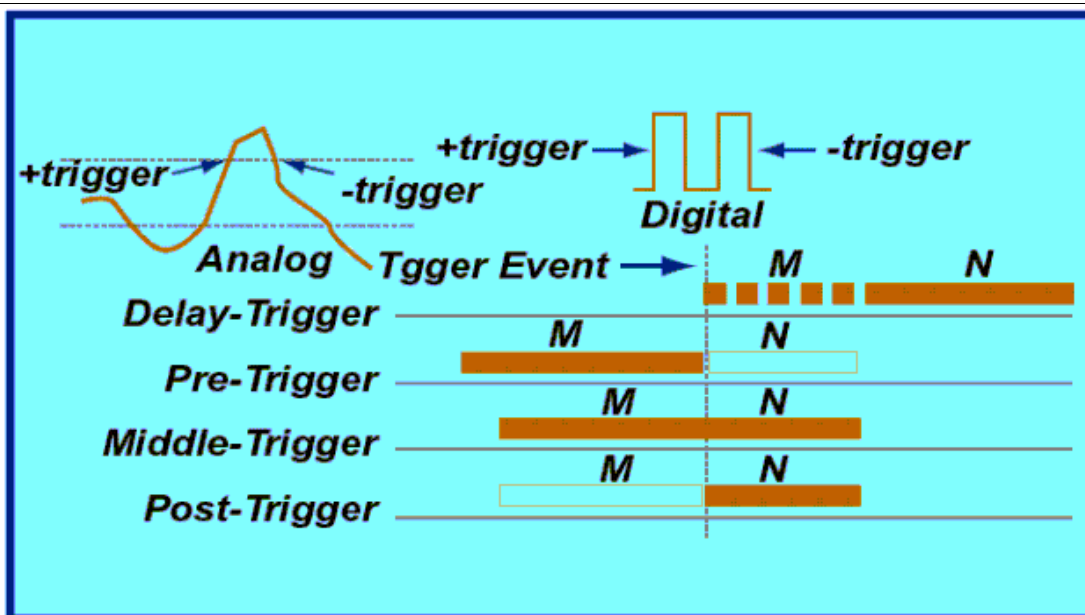 +trigger -trigger
+trigger -trigger
Digital
Analog
Tgger Event M N
Delay-Trigger
M N
Pre-Trigger
M N
Middle-Trigger
M N
Post-Trigger